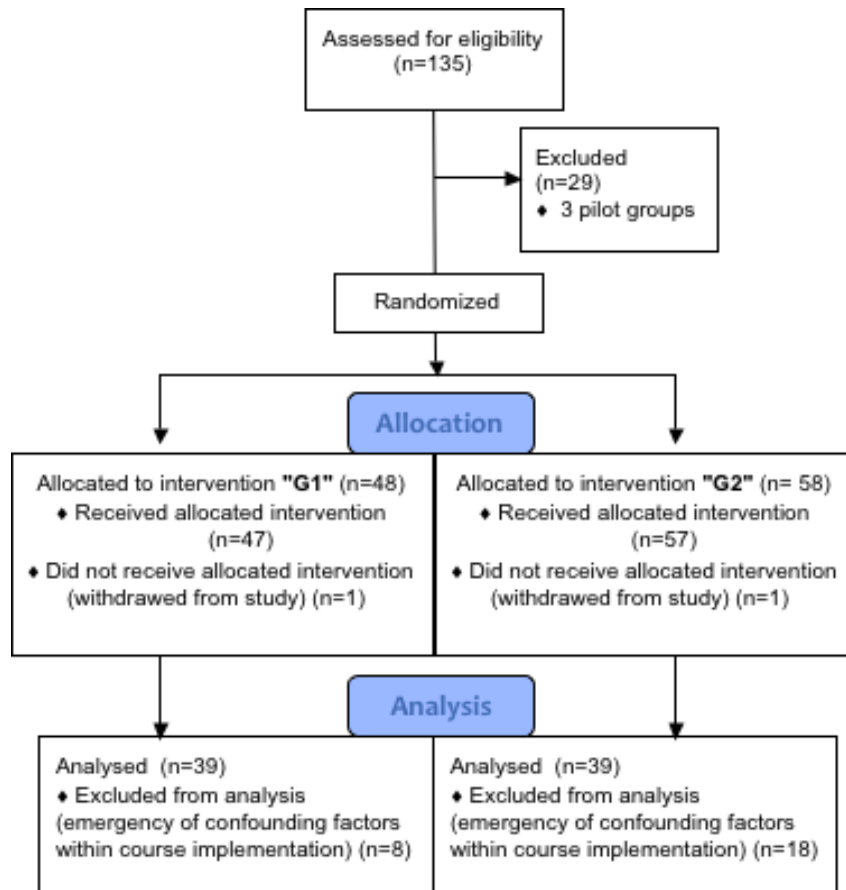 Assessed for eligibility
(n=135)
Excluded
(n=29)
♦ 3 pilot groups
Randomized
Allocation
Allocated to intervention "G1" (n=48)
♦ Received allocated intervention
(n=47)
♦ Did not receive allocated intervention
(withdrawed from study) (n=1)
Allocated to intervention "G2" (n= 58)
♦ Received allocated intervention
(n=57)
♦ Did not receive allocated intervention
(withdrawed from study) (n=1)
Analysis
Analysed (n=39)
♦ Excluded from analysis
(emergency of confounding factors
within course implementation) (n=8)
Analysed (n=39)
♦ Excluded from analysis
(emergency of confounding factors
within course implementation) (n=18)